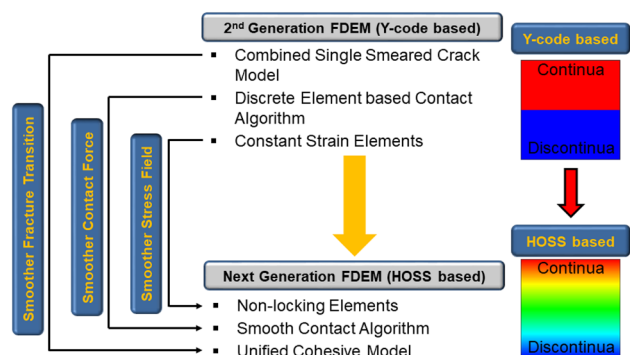 2nd Generation FDEM (Y-code based)
Combined Single Smeared Crack
Model
Discrete Element based Contact
Algorithm
Constant Strain Elements
Smoother Fracture Transition
Smoother Contact Force
Smoother Stress Field
Next Generation FDEM (HOSS based)
Non-locking Elements
Smooth Contact Algorithm
Unified Cohesive Model
Y-code based
Continua
Discontinua
HOSS based
Continua
Discontinua